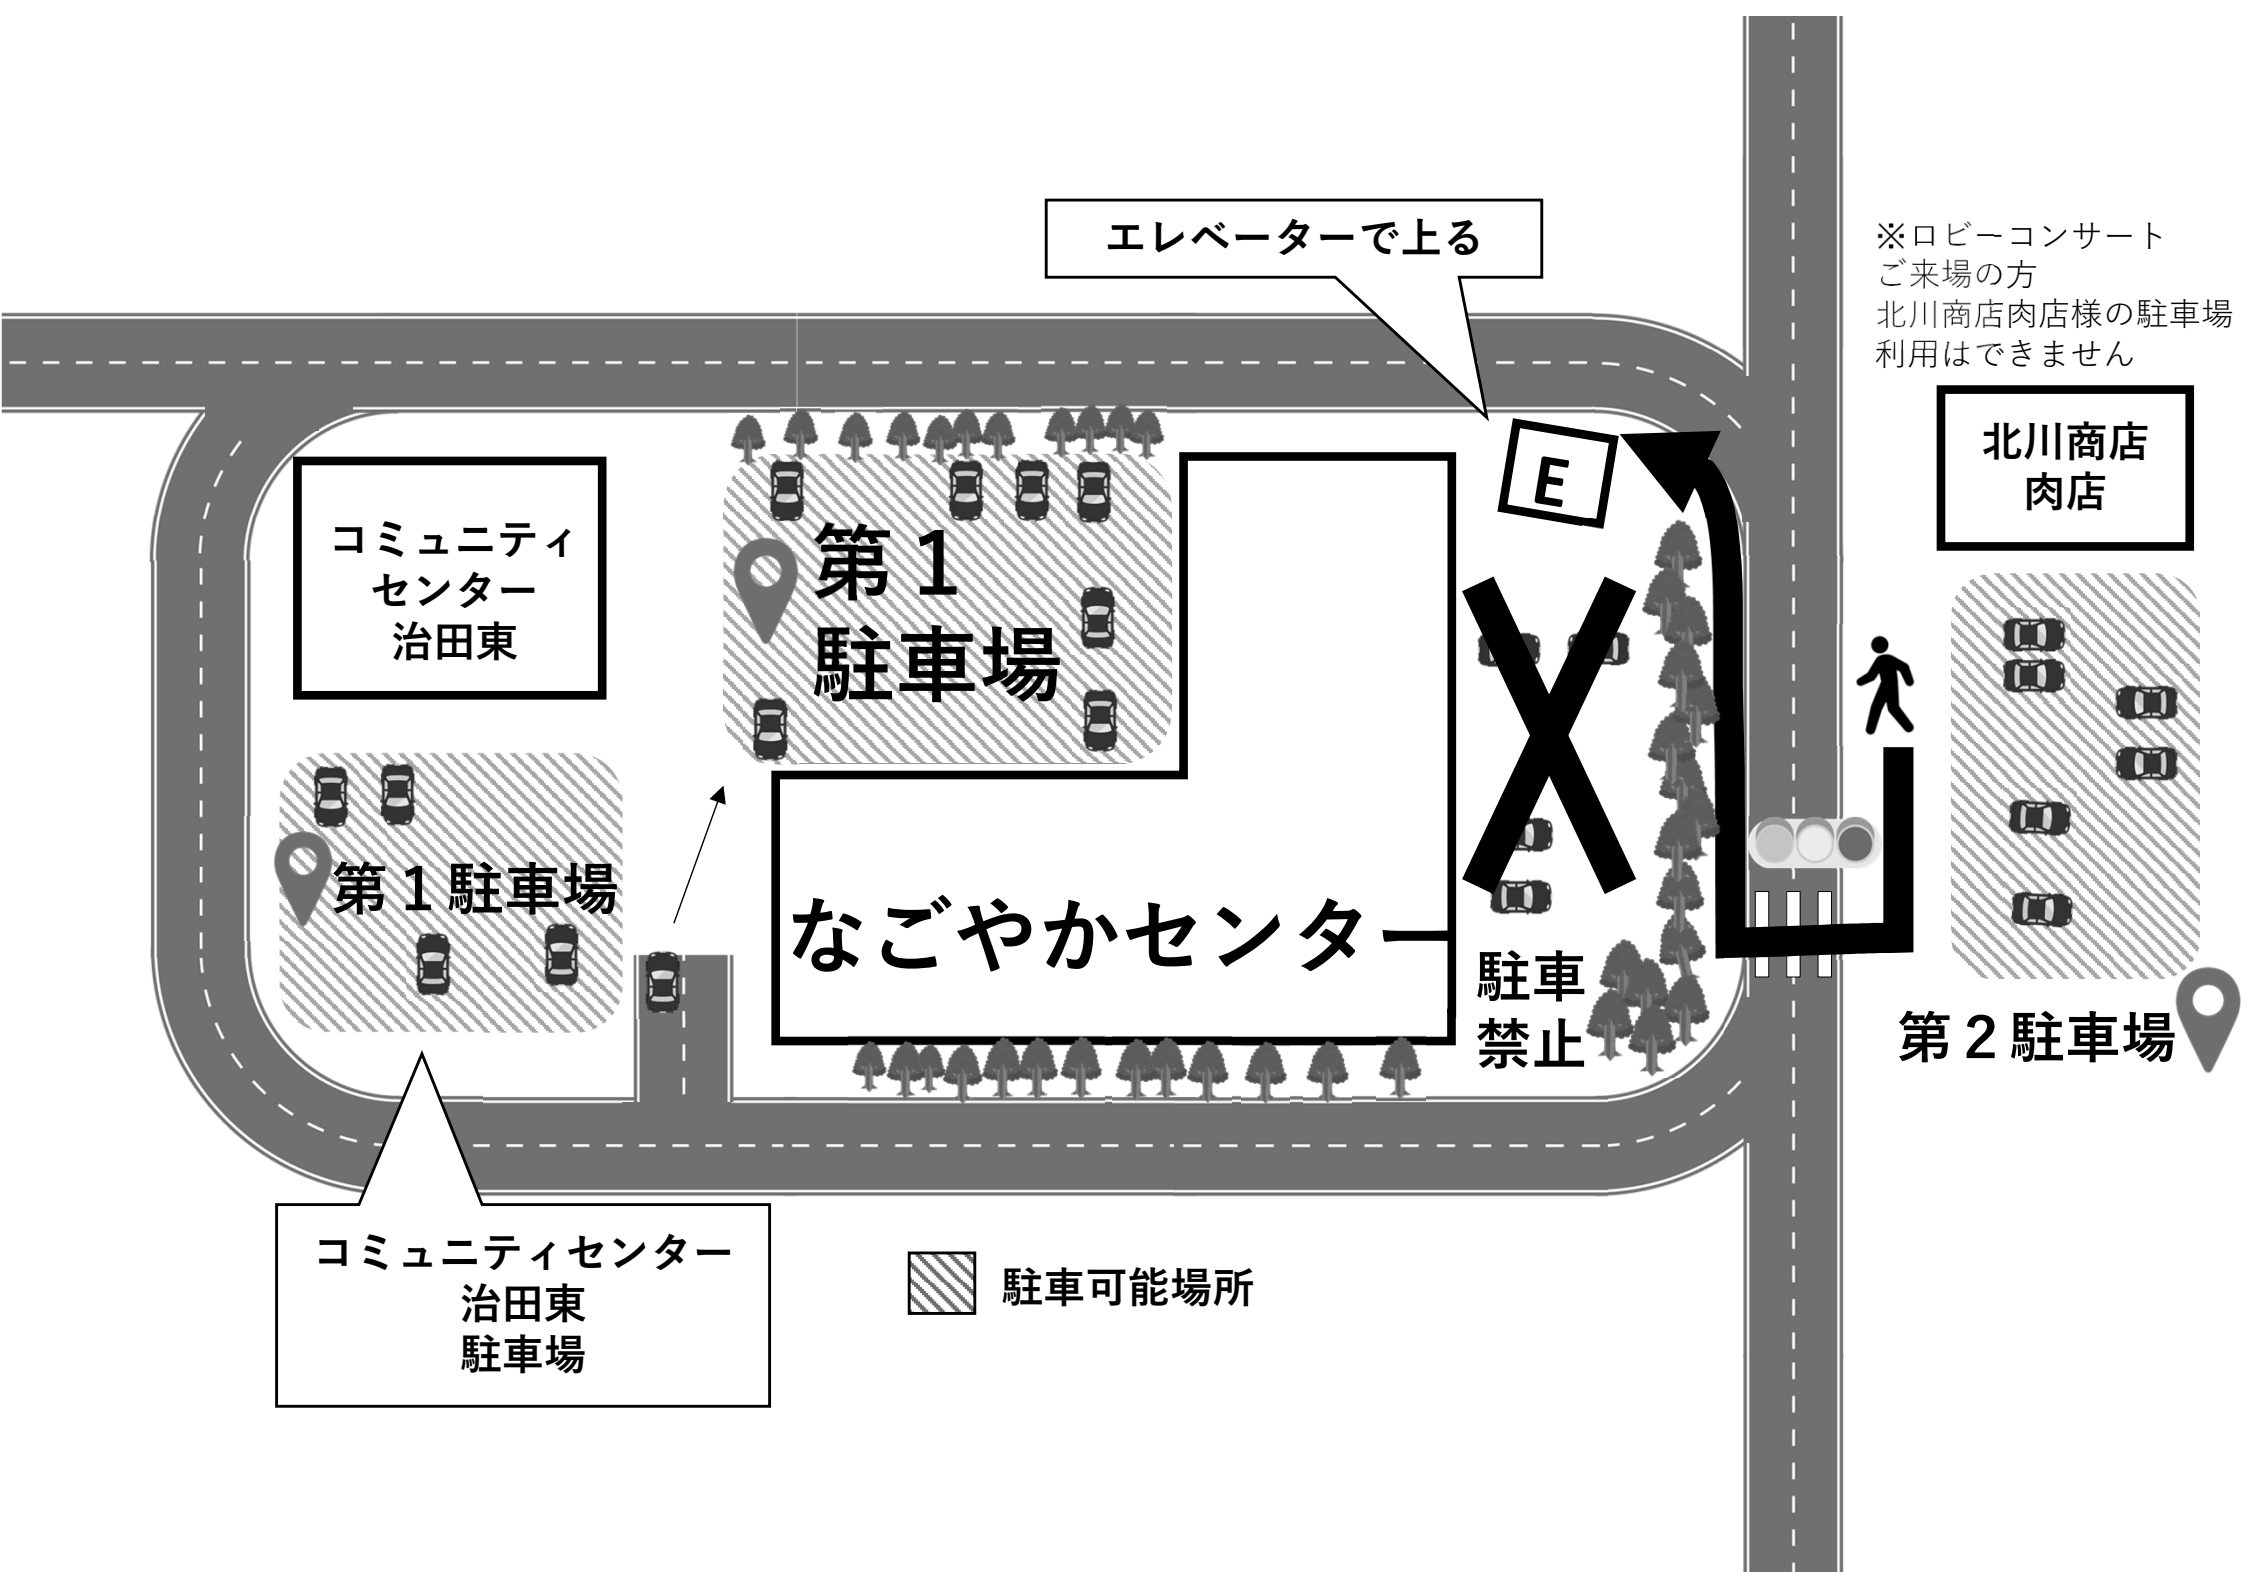 エレベーターで上る
※ロビーコンサート
ご来場の方
北川商店肉店様の駐車場
利用はできません
北川商店
肉店
E
コミュニティ
センター
治田東
第1
駐車場
第1駐車場
なごやかセンター
駐車
禁止
第2駐車場
コミュニティセンター
治田東
駐車場
駐車可能場所